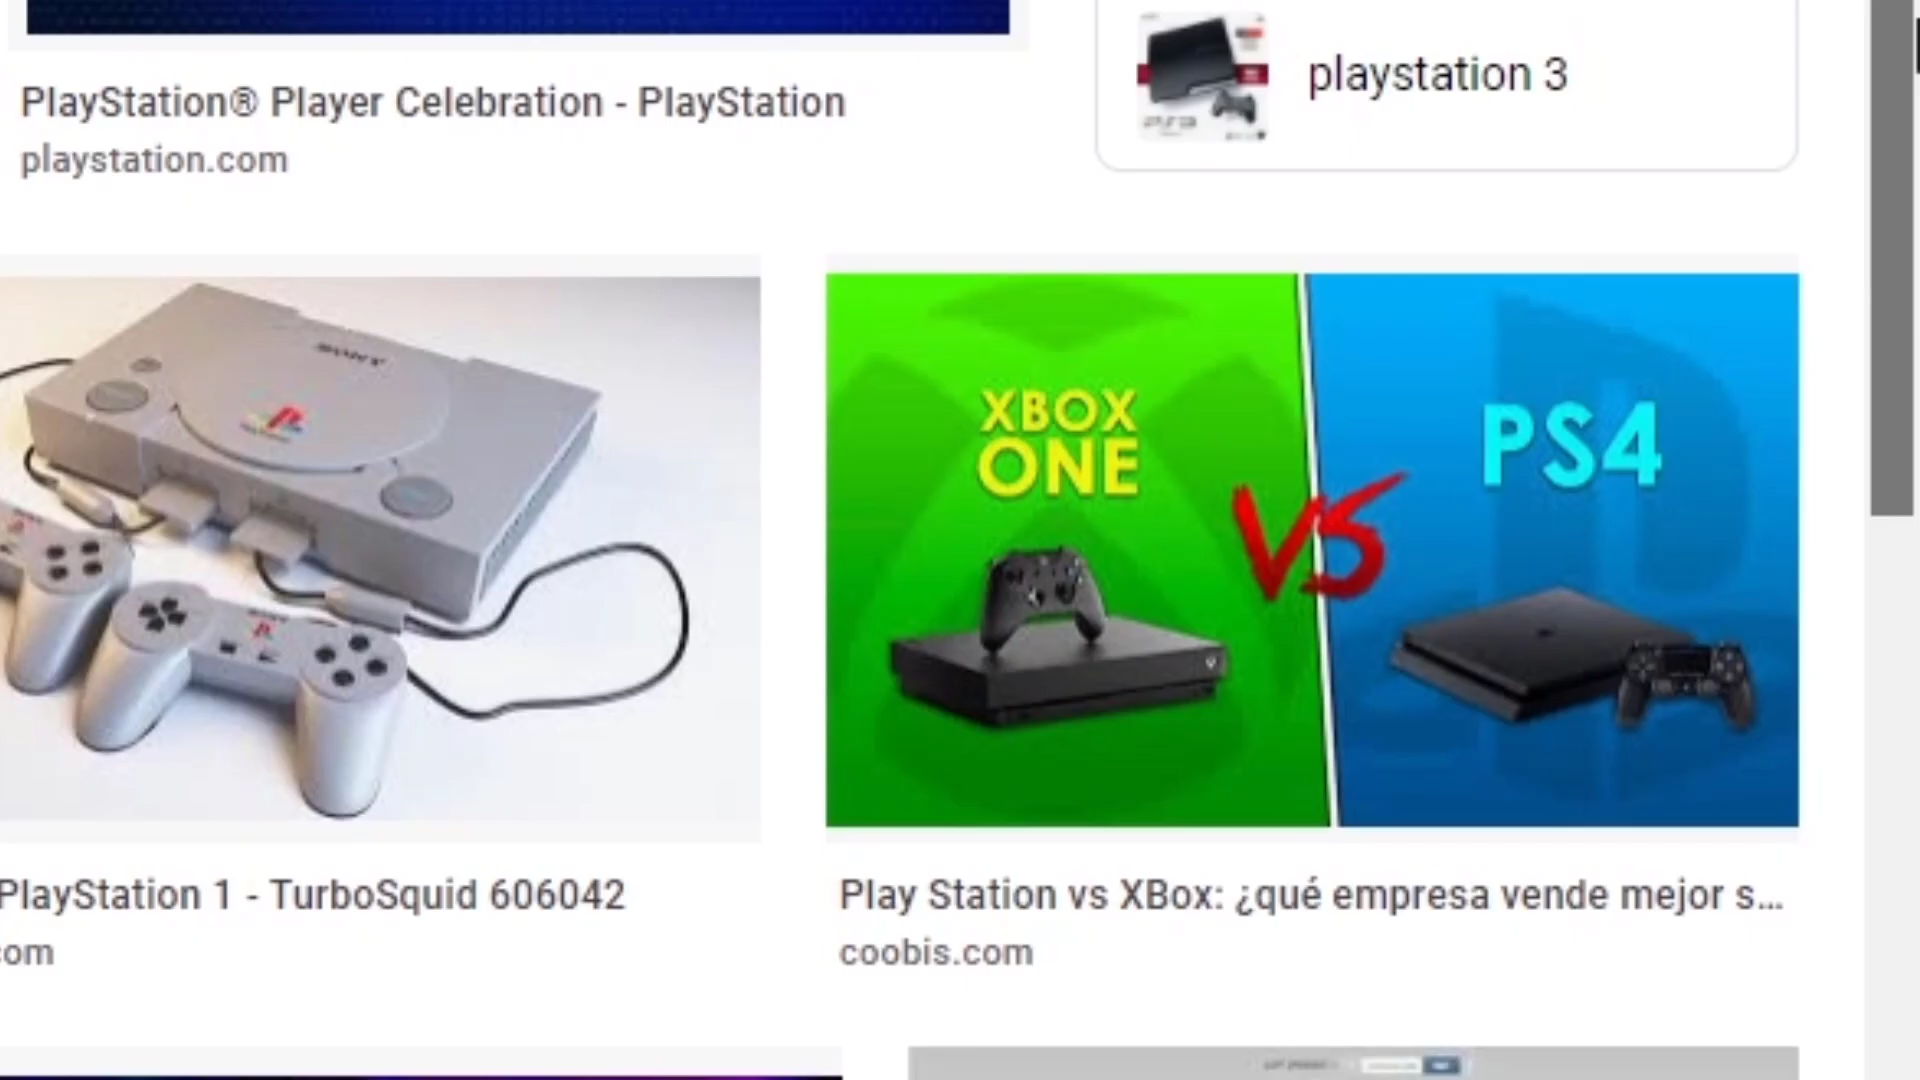 PlayStation® Player Celebration - PlayStation
playstation.com
playstation 3
SONY
XBOX
ONE
VS
PS4
PlayStation 1 - TurboSquid 606042
com
Play Station vs XBox: ¿qué empresa vende mejor s...
coobis.com